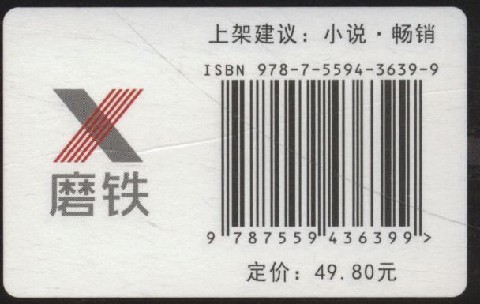 上架建议：小说·畅销
ISBN 978-7-5594-3639-9
磨铁
9 787559 436399 >
定价：49.80元